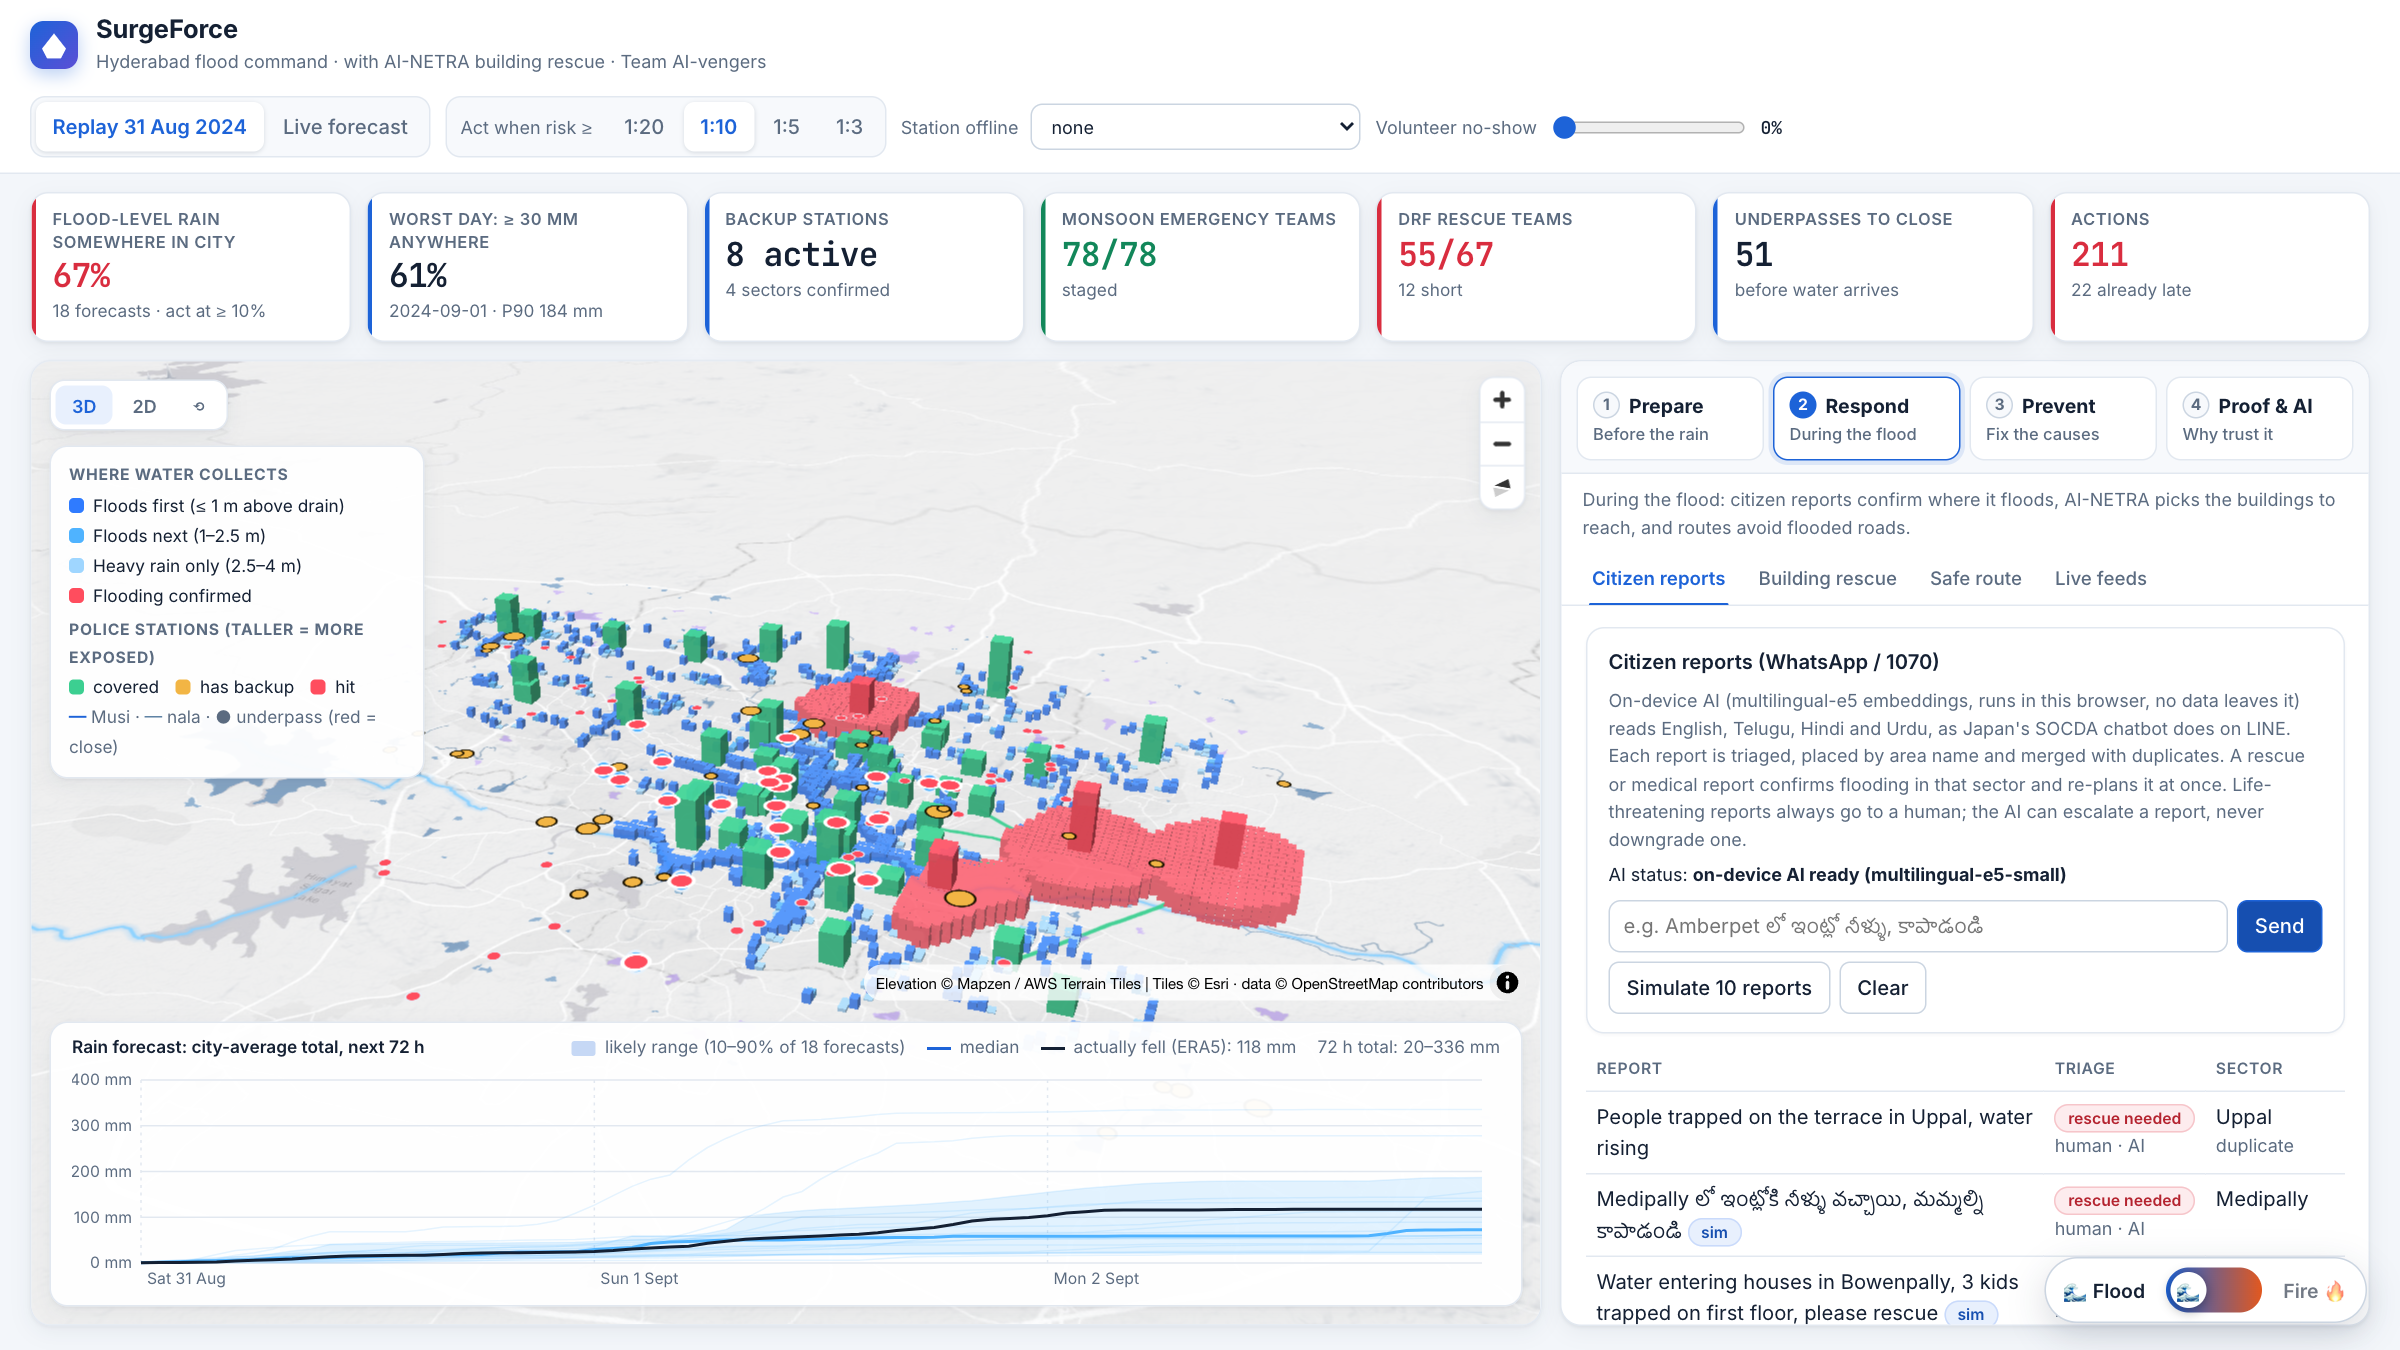 SurgeForce
Hyderabad flood command · with AI-NETRA building rescue · Team AI-vengers
Replay 31 Aug 2024
Live forecast
Act when risk ≥ 1:20 1:10 1:5 1:3
Station offline none
Volunteer no-show 0%
FLOOD-LEVEL RAIN
SOMEWHERE IN CITY
67%
18 forecasts · act at ≥ 10%
WORST DAY: ≥ 30 MM
ANYWHERE
61%
2024-09-01 · P90 184 mm
BACKUP STATIONS
8 active
4 sectors confirmed
MONSOON EMERGENCY TEAMS
78/78
staged
DRF RESCUE TEAMS
55/67
12 short
UNDERPASSES TO CLOSE
51
before water arrives
ACTIONS
211
22 already late
3D 2D
WHERE WATER COLLECTS
Floods first (≤ 1 m above drain)
Floods next (1–2.5 m)
Heavy rain only (2.5–4 m)
Flooding confirmed
POLICE STATIONS (TALLER = MORE
EXPOSED)
covered has backup hit
Musi · nala · underpass (red =
close)
Elevation © Mapzen / AWS Terrain Tiles | Tiles © Esri · data © OpenStreetMap contributors
Rain forecast: city-average total, next 72 h
likely range (10–90% of 18 forecasts) median actually fell (ERA5): 118 mm 72 h total: 20–336 mm
400 mm
300 mm
200 mm
100 mm
0 mm
Sat 31 Aug Sun 1 Sept Mon 2 Sept
1 Prepare
Before the rain
2 Respond
During the flood
3 Prevent
Fix the causes
4 Proof & AI
Why trust it
During the flood: citizen reports confirm where it floods, AI-NETRA picks the buildings to
reach, and routes avoid flooded roads.
Citizen reports Building rescue Safe route Live feeds
Citizen reports (WhatsApp / 1070)
On-device AI (multilingual-e5 embeddings, runs in this browser, no data leaves it)
reads English, Telugu, Hindi and Urdu, as Japan's SOCDA chatbot does on LINE.
Each report is triaged, placed by area name and merged with duplicates. A rescue
or medical report confirms flooding in that sector and re-plans it at once. Life-
threatening reports always go to a human; the AI can escalate a report, never
downgrade one.
AI status: on-device AI ready (multilingual-e5-small)
e.g. Amberpet లో ఇంట్లో నీళ్ళు, కాపాడండి
Send
Simulate 10 reports
Clear
REPORT TRIAGE SECTOR
People trapped on the terrace in Uppal, water
rising
rescue needed
human · AI
Uppal
duplicate
Medipally లో ఇంట్లోకి నీళ్ళు వచ్చాయి, మమ్మల్ని
కాపాడండి sim
rescue needed
human · AI
Medipally
Water entering houses in Bowenpally, 3 kids
trapped on first floor, please rescue sim
Flood Fire